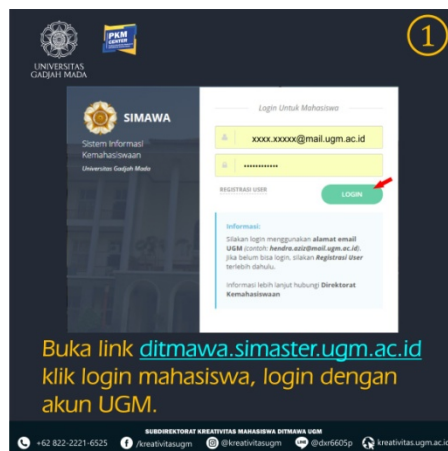 UNIVERSITAS
GADJAH MADA
PKM
CENTER
1
SIMAWA
Sistem Informasi
Kemahasiswaan
Universitas Gadjah Mada
Login Untuk Mahasiswa
xxxx.xxxxx@mail.ugm.ac.id
••••••••••••
REGISTRASI USER
LOGIN
Informasi:
Silakan login menggunakan alamat email
UGM (contoh: hendra.aziz@mail.ugm.ac.id).
Jika belum bisa login, silakan Registrasi User
terlebih dahulu.
Informasi lebih lanjut hubungi Direktorat
Kemahasiswaan
Buka link ditmawa.simaster.ugm.ac.id
klik login mahasiswa, login dengan
akun UGM.
SUBDIREKTORAT KREATIVITAS MAHASISWA DITMAWA UGM
+62 822-2221-6525 /kreativitasugm @kreativitasugm @dxr6605p kreativitas.ugm.ac.id